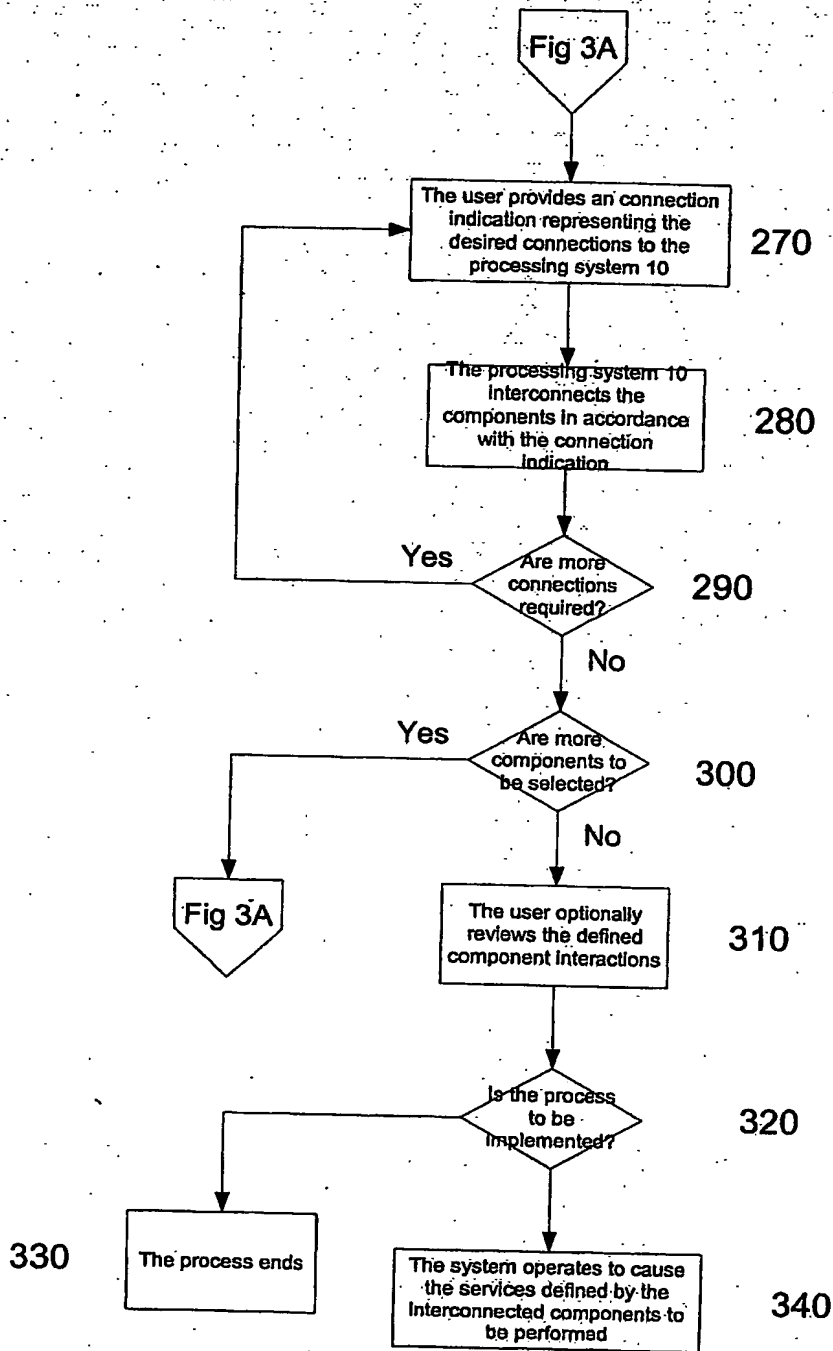 Fig 3A
The user provides an connection
indication representing the
desired connections to the
processing system 10
270
The processing system 10
interconnects the
components in accordance
with the connection
indication
280
Yes
Are more
connections
required?
290
No
Yes
Are more
components to
be selected?
300
No
Fig 3A
The user optionally
reviews the defined
component interactions
310
Is the process
to be
implemented?
320
330
The process ends
The system operates to cause
the services defined by the
interconnected components to
be performed
340